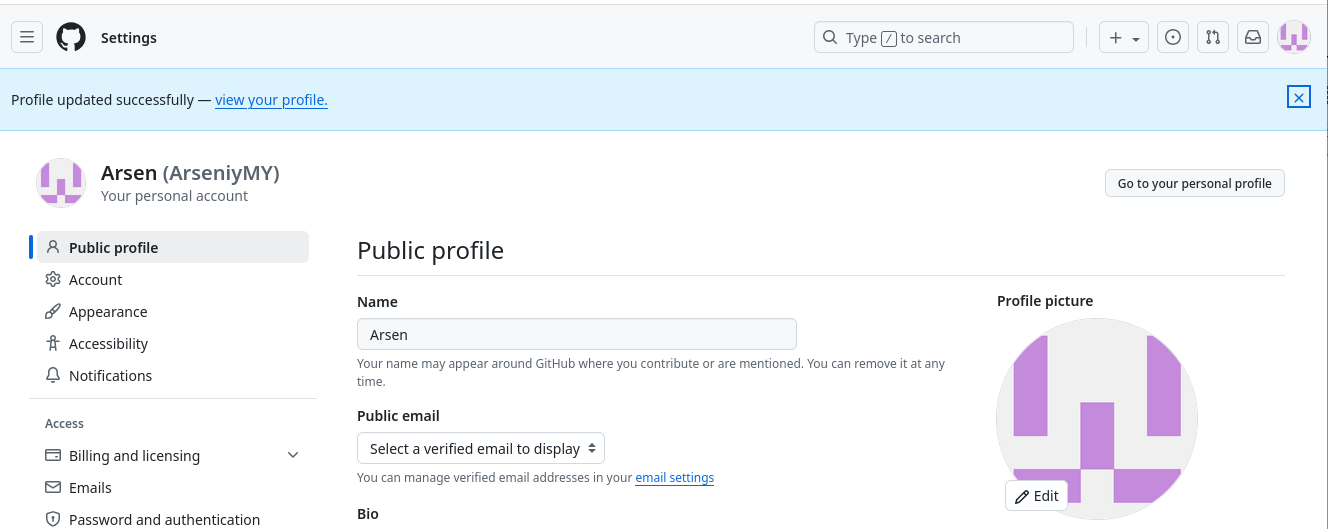 Settings
Type / to search
Profile updated successfully — view your profile.
Arsen (ArseniyMY)
Your personal account
Go to your personal profile
Public profile
Account
Appearance
Accessibility
Notifications
Access
Billing and licensing
Emails
Password and authentication
Public profile
Name
Arsen
Your name may appear around GitHub where you contribute or are mentioned. You can remove it at any
time.
Public email
Select a verified email to display
You can manage verified email addresses in your email settings
Bio
Profile picture
Edit